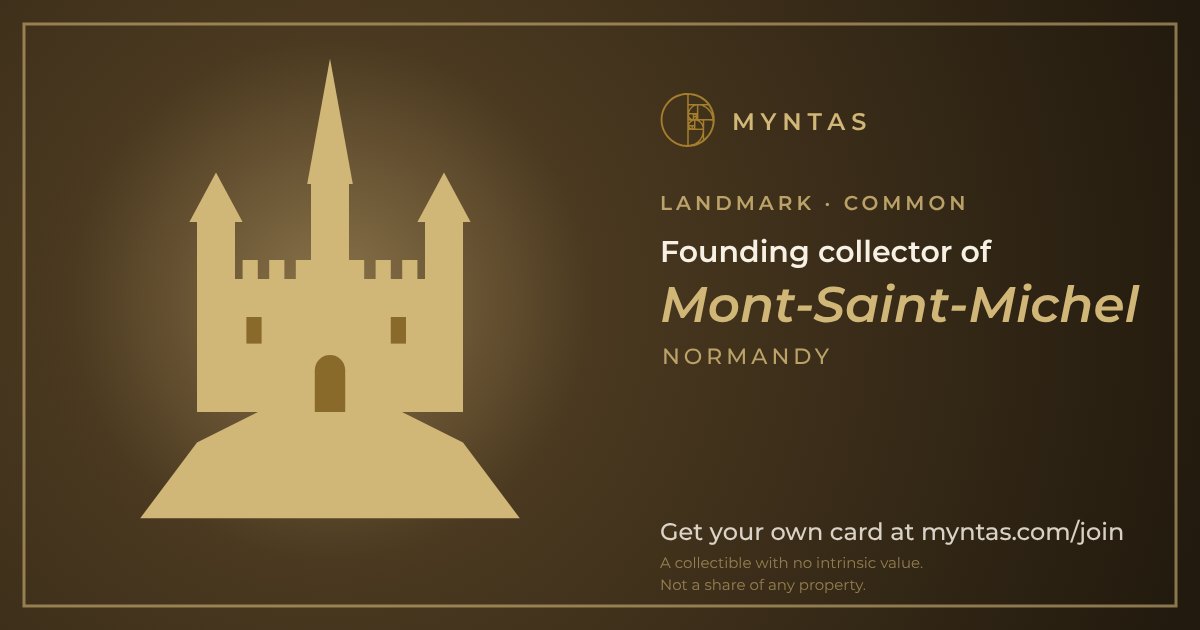 MYNTAS
LANDMARK · COMMON
Founding collector of
Mont-Saint-Michel
NORMANDY
Get your own card at myntas.com/join
A collectible with no intrinsic value.
Not a share of any property.